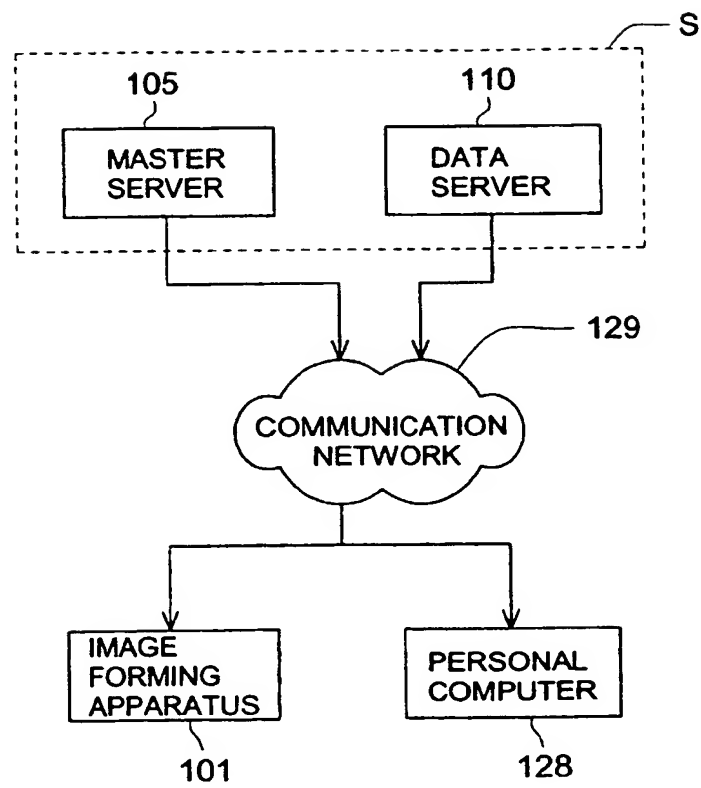 S
105
110
MASTER
SERVER
DATA
SERVER
129
COMMUNICATION
NETWORK
IMAGE
FORMING
APPARATUS
PERSONAL
COMPUTER
101
128